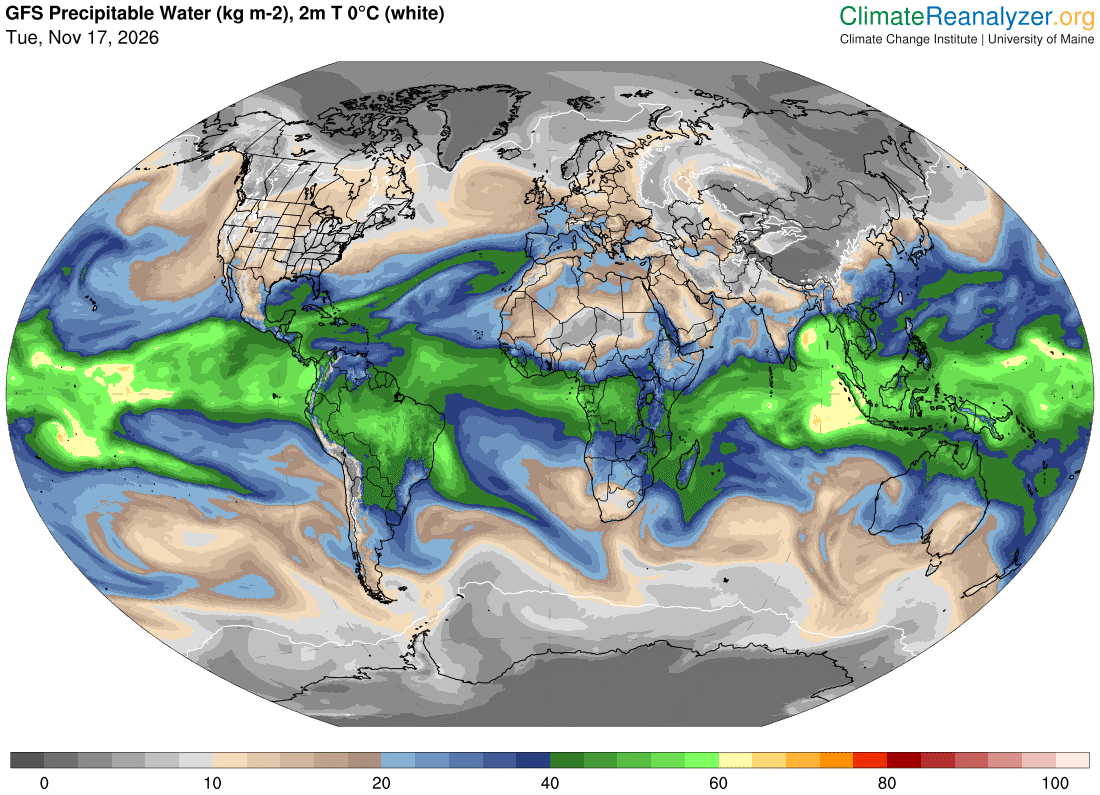 GFS Precipitable Water (kg m-2), 2m T 0°C (white)
Tue, Nov 17, 2026
ClimateReanalyzer.org
Climate Change Institute | University of Maine
0 10 20 40 60 80 100